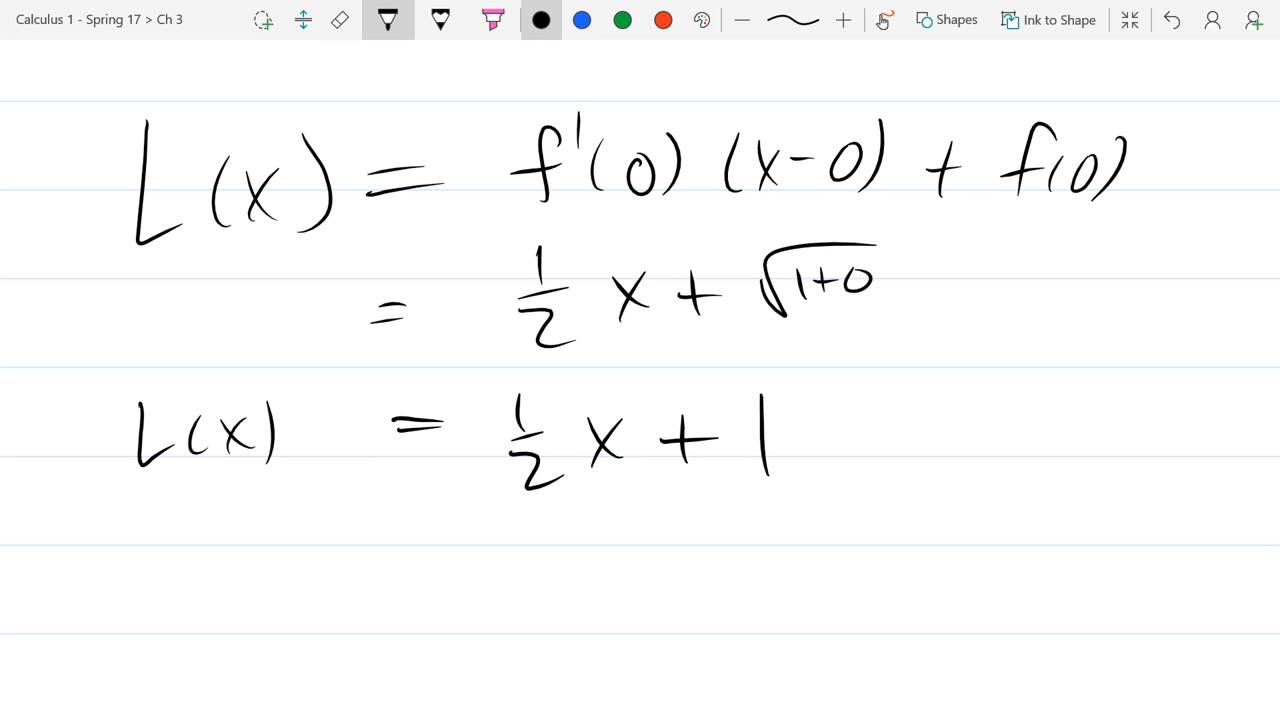 Calculus 1 - Spring 17 > Ch 3 Shapes Ink to Shape
L(x) = f'(0) (x-0) + f(0)
= 1/2 x + √(1+0)
L(x) = 1/2 x + 1